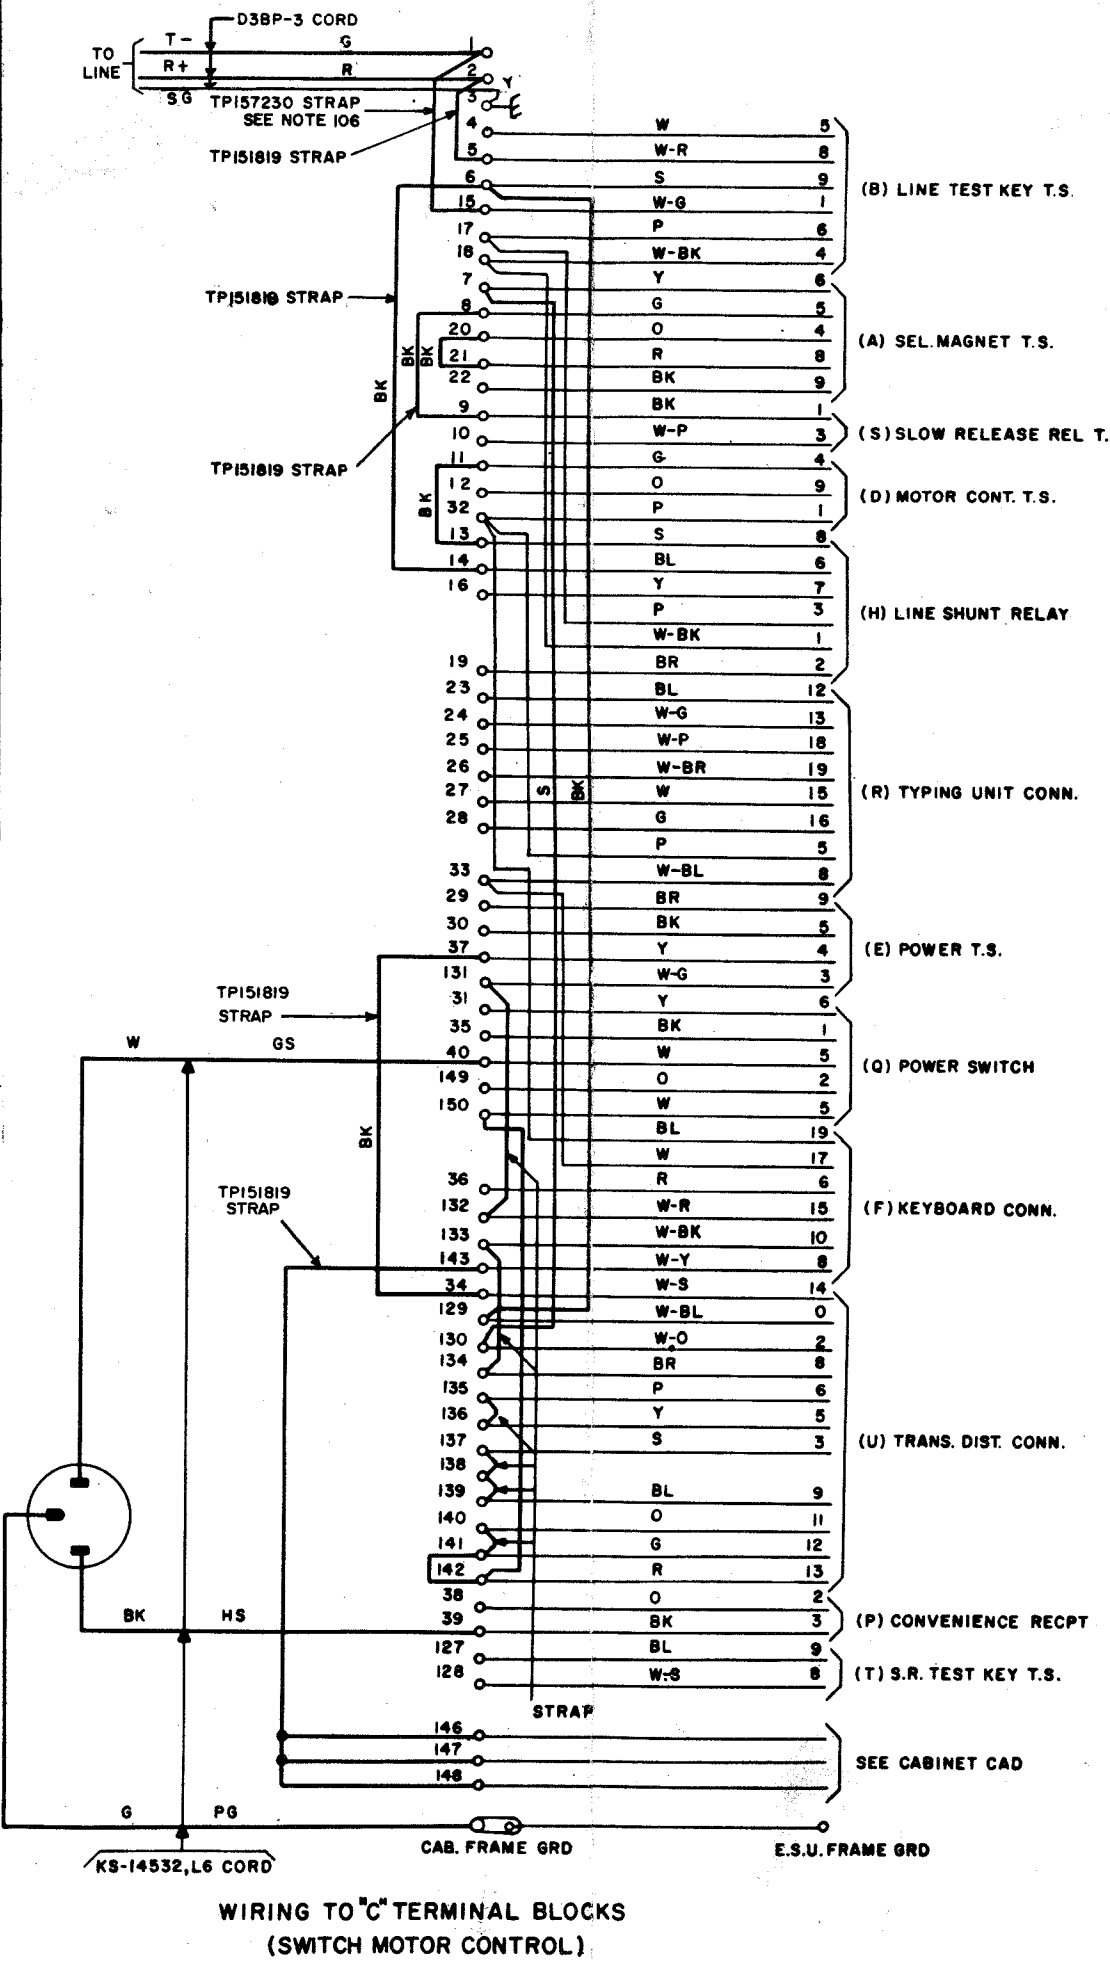 D3BP-3 CORD
TO LINE
T- G 1
R+ R 2
SG Y 3
TP157230 STRAP
SEE NOTE 106
TP151819 STRAP
4 W 5
5 W-R 8
6 S 9
15 W-G 1
17 P 6
18 W-BK 4
(B) LINE TEST KEY T.S.
TP151819 STRAP
7 Y 6
8 G 5
20 O 4
21 R 8
22 BK 9
(A) SEL. MAGNET T.S.
BK
BK
BK
9 BK 1
10 W-P 3
(S) SLOW RELEASE REL T.
TP151819 STRAP
11 G 4
12 O 9
32 P 1
(D) MOTOR CONT. T.S.
BK
13 S 8
14 BL 6
16 Y 7
P 3
W-BK 1
19 BR 2
(H) LINE SHUNT RELAY
23 BL 12
24 W-G 13
25 W-P 18
26 W-BR 19
27 W 15
28 G 16
P 5
33 W-BL 8
S
BK
(R) TYPING UNIT CONN.
29 BR 9
30 BK 5
37 Y 4
131 W-G 3
(E) POWER T.S.
TP151819
STRAP
31 Y 6
35 BK 1
40 W 5
149 O 2
150 W 5
(Q) POWER SWITCH
W GS
BK
BL 19
W 17
36 R 6
132 W-R 15
133 W-BK 10
143 W-Y 8
(F) KEYBOARD CONN.
TP151819
STRAP
34 W-S 14
129 W-BL 0
130 W-O 2
134 BR 8
135 P 6
136 Y 5
137 S 3
138
139 BL 9
140 O 11
141 G 12
142 R 13
(U) TRANS. DIST. CONN.
38 O 2
39 BK 3
(P) CONVENIENCE RECPT
BK HS
127 BL 9
128 W-S 8
(T) S.R. TEST KEY T.S.
STRAP
146
147
148
SEE CABINET CAD
G PG
CAB. FRAME GRD
E.S.U. FRAME GRD
KS-14532, L6 CORD
WIRING TO "C" TERMINAL BLOCKS
(SWITCH MOTOR CONTROL)